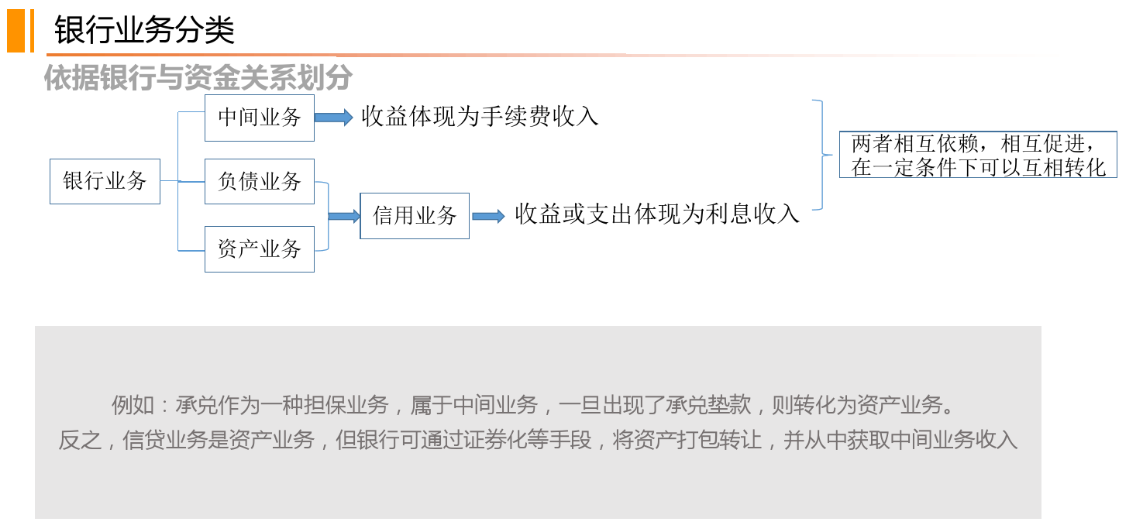 银行业务分类
依据银行与资金关系划分
中间业务
收益体现为手续费收入
银行业务
负债业务
资产业务
信用业务
收益或支出体现为利息收入
两者相互依赖，相互促进，
在一定条件下可以互相转化
例如：承兑作为一种担保业务，属于中间业务，一旦出现了承兑垫款，则转化为资产业务。
反之，信贷业务是资产业务，但银行可通过证券化等手段，将资产打包转让，并从中获取中间业务收入